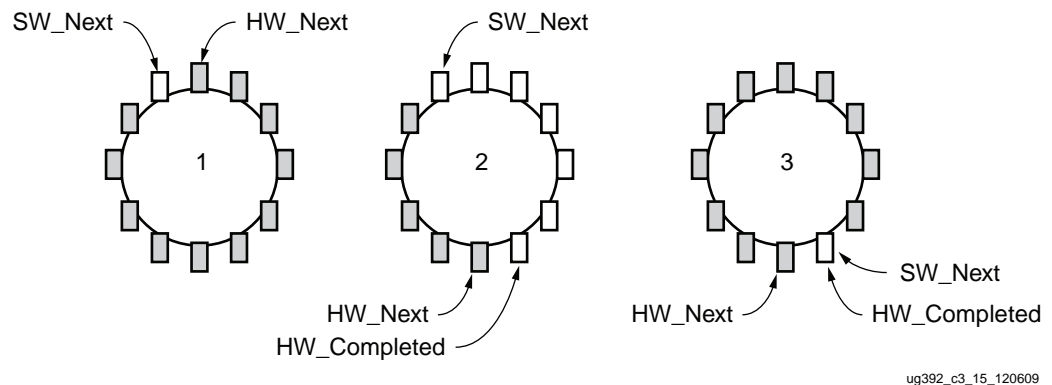 SW_Next
HW_Next
SW_Next
1
2
3
HW_Next
HW_Completed
SW_Next
HW_Next
HW_Completed
ug392_c3_15_120609